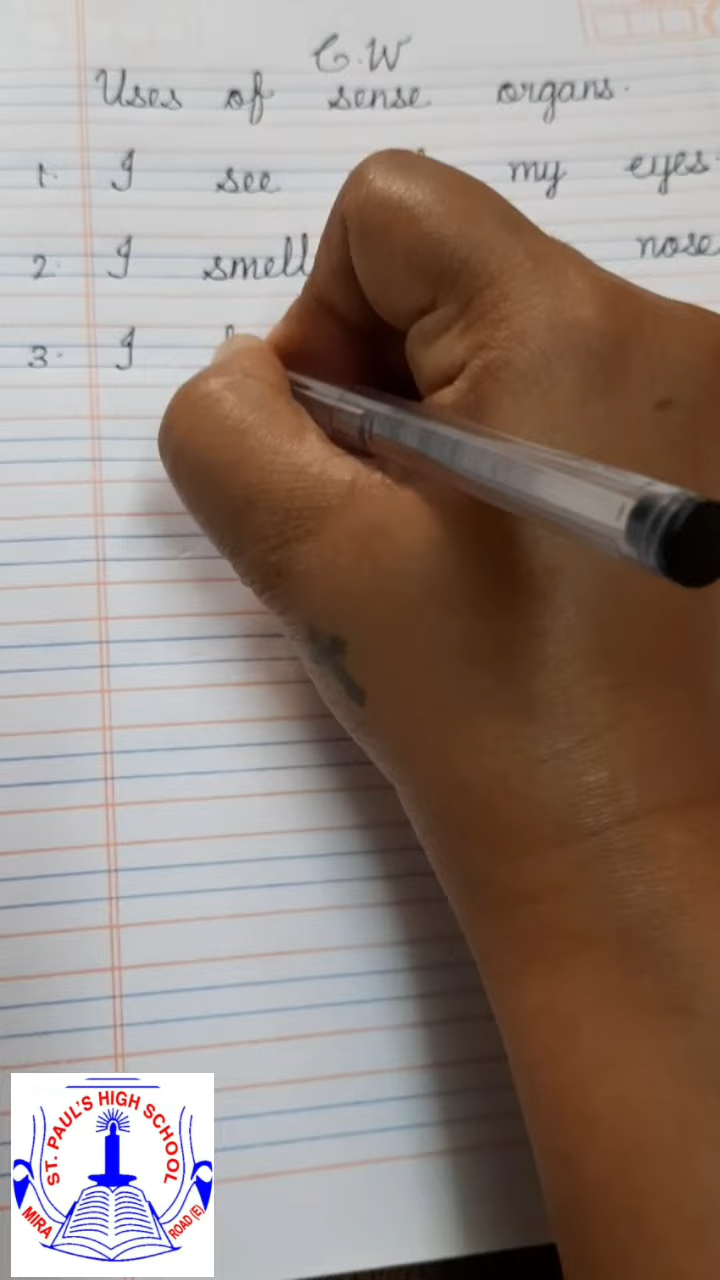 C.W
Uses of sense organs.
1. I see my eyes.
2. I smell nose
3. I
ST. PAUL'S HIGH SCHOOL
MIRA ROAD (E)